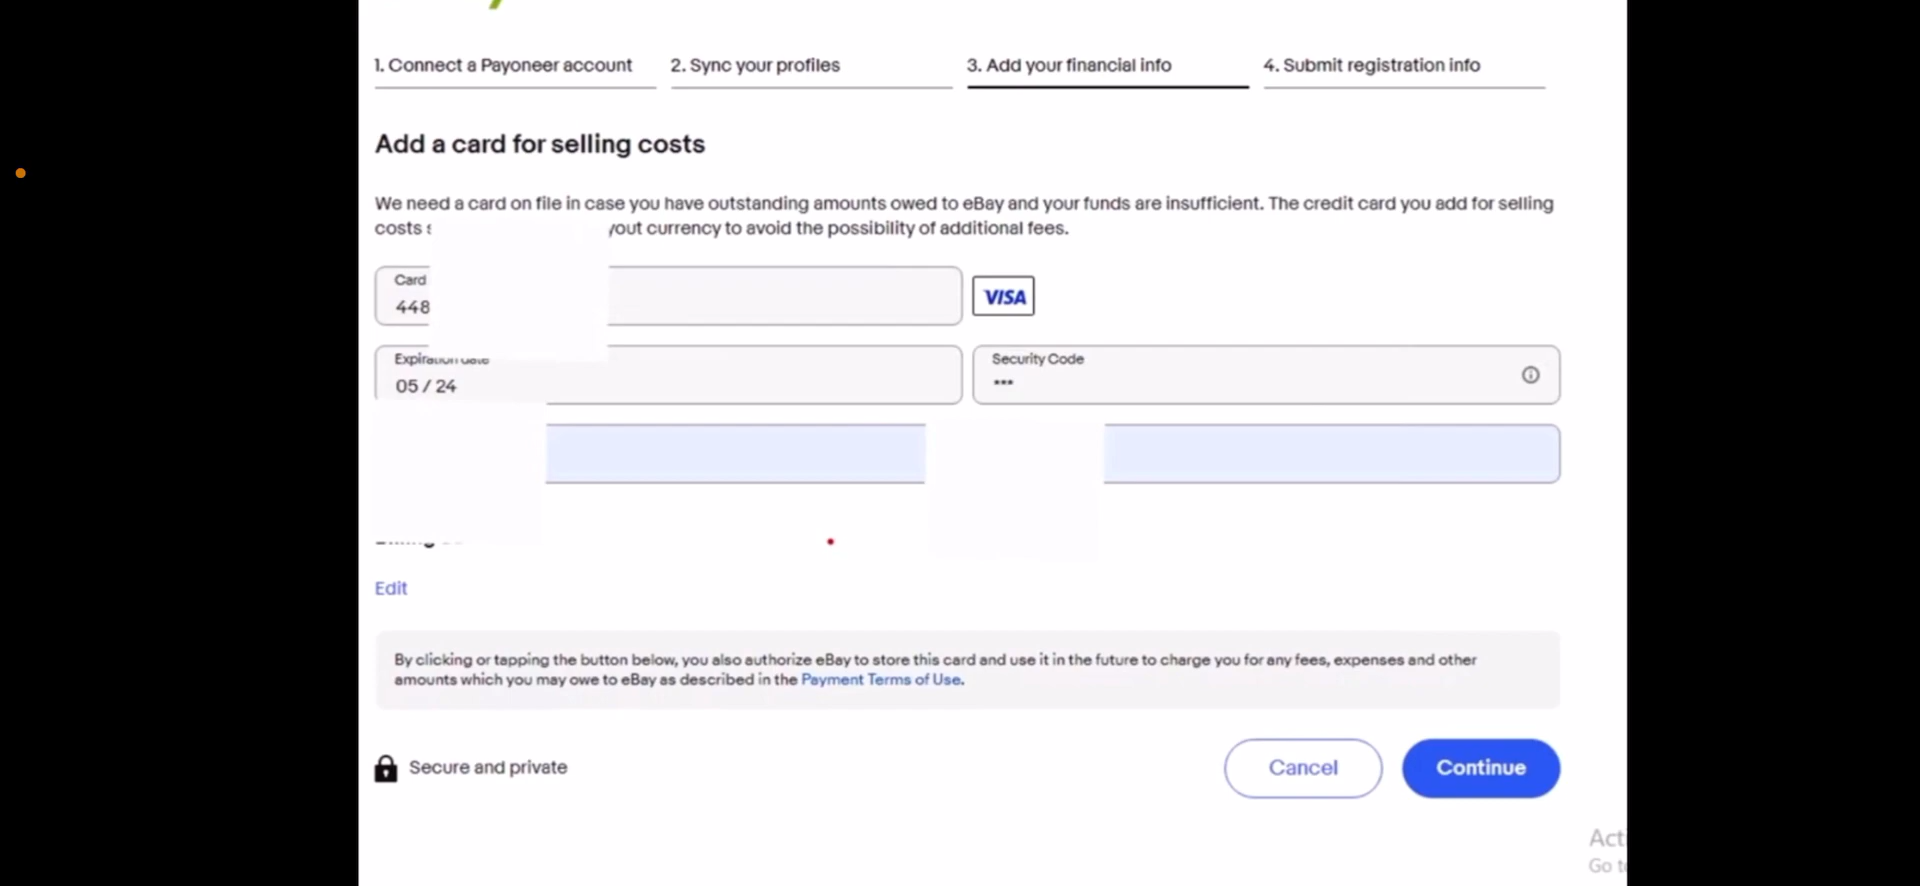 1. Connect a Payoneer account
2. Sync your profiles
3. Add your financial info
4. Submit registration info
Add a card for selling costs
We need a card on file in case you have outstanding amounts owed to eBay and your funds are insufficient. The credit card you add for selling
costs yout currency to avoid the possibility of additional fees.
Card
448
VISA
Expiration date
05 / 24
Security Code
•••
Edit
By clicking or tapping the button below, you also authorize eBay to store this card and use it in the future to charge you for any fees, expenses and other
amounts which you may owe to eBay as described in the Payment Terms of Use.
Secure and private
Cancel
Continue
Acti
Go t